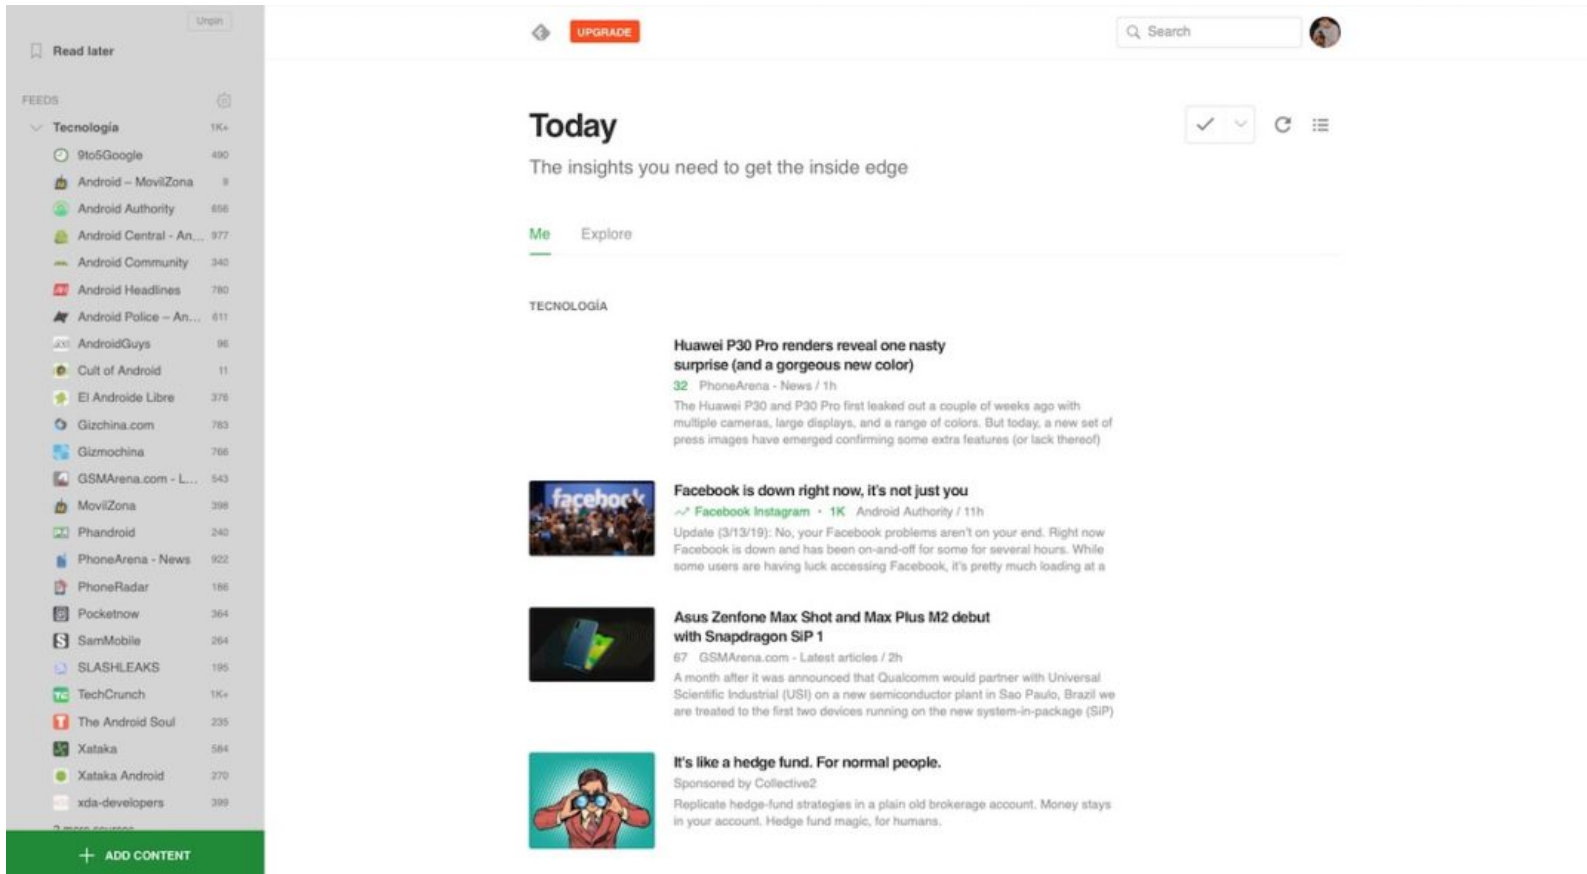 Unpin
Read later
FEEDS
Tecnología 1K+
9to5Google 490
Android – MovilZona 9
Android Authority 656
Android Central - An... 977
Android Community 340
Android Headlines 780
Android Police – An... 611
AndroidGuys 96
Cult of Android 11
El Androide Libre 376
Gizchina.com 783
Gizmochina 766
GSMArena.com - L... 543
MovilZona 398
Phandroid 240
PhoneArena - News 922
PhoneRadar 186
Pocketnow 364
SamMobile 264
SLASHLEAKS 195
TechCrunch 1K+
The Android Soul 235
Xataka 584
Xataka Android 270
xda-developers 399
ADD CONTENT
UPGRADE
Search
Today
The insights you need to get the inside edge
Me Explore
TECNOLOGÍA
Huawei P30 Pro renders reveal one nasty
surprise (and a gorgeous new color)
32 PhoneArena - News / 1h
The Huawei P30 and P30 Pro first leaked out a couple of weeks ago with
multiple cameras, large displays, and a range of colors. But today, a new set of
press images have emerged confirming some extra features (or lack thereof)
facebook
Facebook is down right now, it's not just you
Facebook Instagram • 1K Android Authority / 11h
Update (3/13/19): No, your Facebook problems aren't on your end. Right now
Facebook is down and has been on-and-off for some for several hours. While
some users are having luck accessing Facebook, it's pretty much loading at a
Asus Zenfone Max Shot and Max Plus M2 debut
with Snapdragon SiP 1
67 GSMArena.com - Latest articles / 2h
A month after it was announced that Qualcomm would partner with Universal
Scientific Industrial (USI) on a new semiconductor plant in Sao Paulo, Brazil we
are treated to the first two devices running on the new system-in-package (SiP)
It's like a hedge fund. For normal people.
Sponsored by Collective2
Replicate hedge-fund strategies in a plain old brokerage account. Money stays
in your account. Hedge fund magic, for humans.